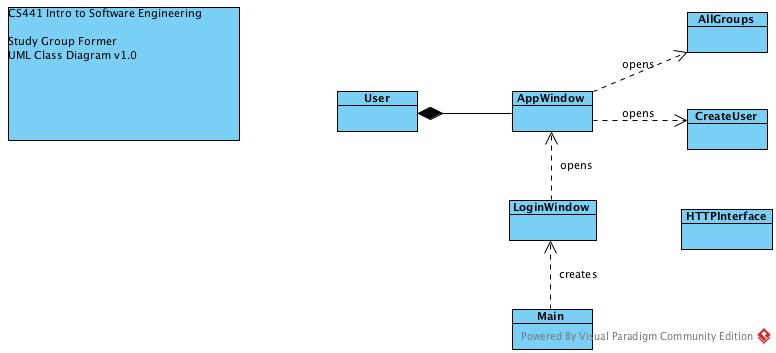 CS441 Intro to Software Engineering
Study Group Former
UML Class Diagram v1.0
AllGroups
opens
User
AppWindow
opens
CreateUser
opens
LoginWindow
HTTPInterface
creates
Main
Powered By Visual Paradigm Community Edition